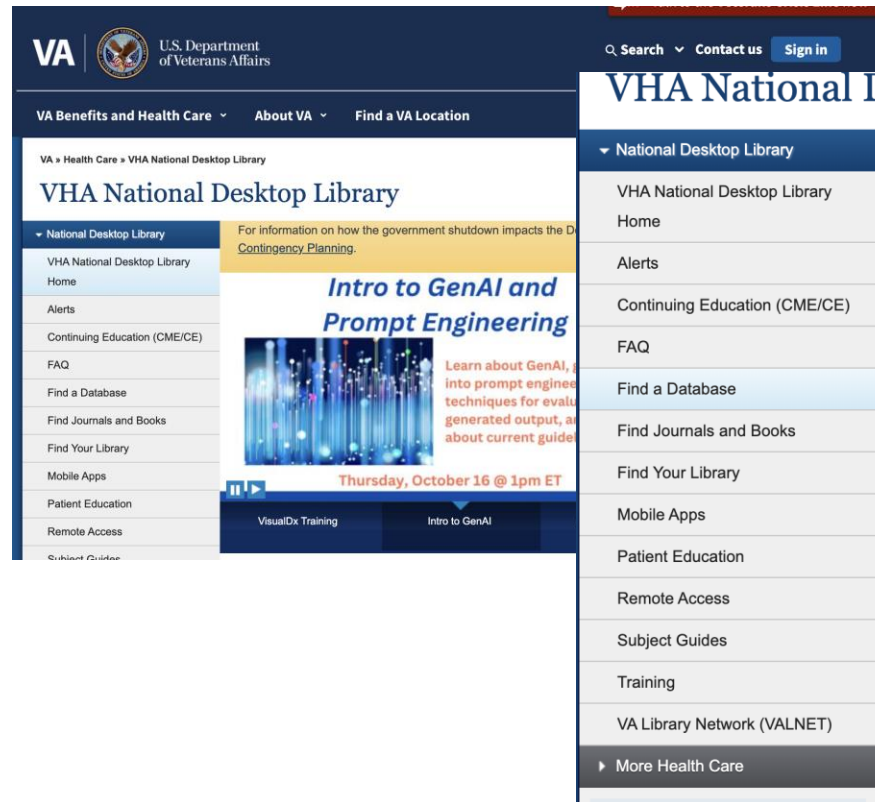 VA
U.S. Department
of Veterans Affairs
Search
Contact us
Sign in
VA Benefits and Health Care
About VA
Find a VA Location
VA » Health Care » VHA National Desktop Library
VHA National Desktop Library
National Desktop Library
VHA National Desktop Library
Home
Alerts
Continuing Education (CME/CE)
FAQ
Find a Database
Find Journals and Books
Find Your Library
Mobile Apps
Patient Education
Remote Access
Subject Guides
For information on how the government shutdown impacts the
Contingency Planning.
Intro to GenAI and
Prompt Engineering
Learn about GenAI,
into prompt
techniques for
generated output,
about current
Thursday, October 16 @ 1pm ET
VisualDx Training
Intro to GenAI
VHA National
National Desktop Library
VHA National Desktop Library
Home
Alerts
Continuing Education (CME/CE)
FAQ
Find a Database
Find Journals and Books
Find Your Library
Mobile Apps
Patient Education
Remote Access
Subject Guides
Training
VA Library Network (VALNET)
More Health Care